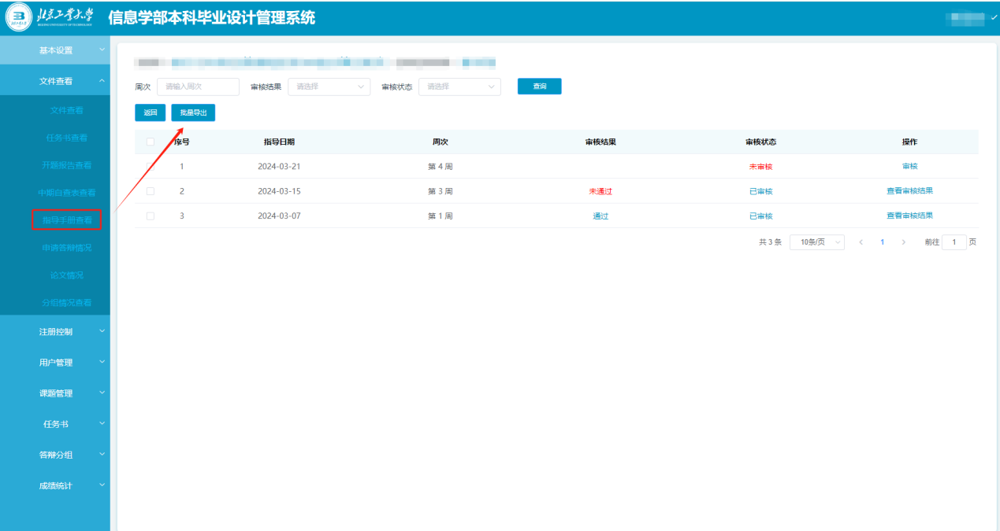 北京工业大学 信息学部本科毕业设计管理系统
BEIJING UNIVERSITY OF TECHNOLOGY
基本设置
文件查看
文件查看
任务书查看
开题报告查看
中期自查表查看
指导手册查看
申请答辩情况
论文情况
分组情况查看
注册控制
用户管理
课题管理
任务书
答辩分组
成绩统计
周次 请输入周次 审核结果 请选择 审核状态 请选择 查询
返回 批量导出
序号 指导日期 周次 审核结果 审核状态 操作
1 2024-03-21 第 4 周 未审核 审核
2 2024-03-15 第 3 周 未通过 已审核 查看审核结果
3 2024-03-07 第 1 周 通过 已审核 查看审核结果
共 3 条 10条/页 < 1 > 前往 1 页